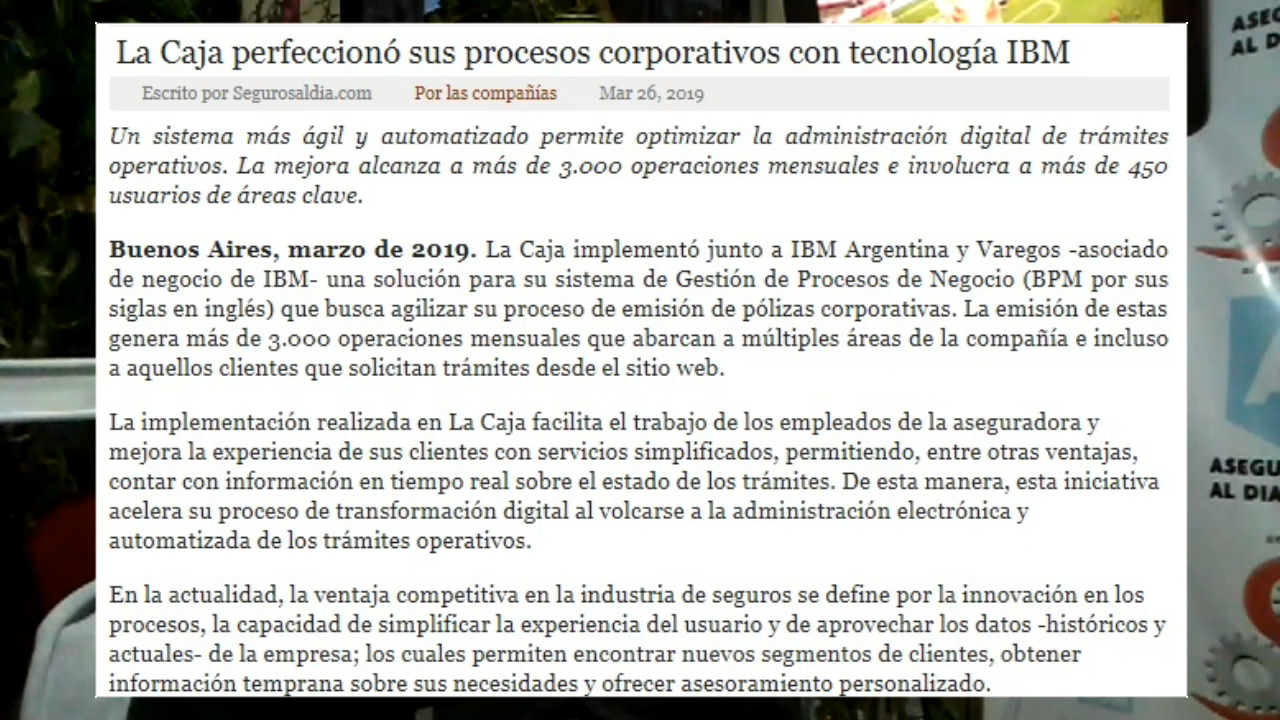 La Caja perfeccionó sus procesos corporativos con tecnología IBM
Escrito por Segurosaldia.com Por las compañías Mar 26, 2019
Un sistema más ágil y automatizado permite optimizar la administración digital de trámites
operativos. La mejora alcanza a más de 3.000 operaciones mensuales e involucra a más de 450
usuarios de áreas clave.
Buenos Aires, marzo de 2019. La Caja implementó junto a IBM Argentina y Varegos -asociado
de negocio de IBM- una solución para su sistema de Gestión de Procesos de Negocio (BPM por sus
siglas en inglés) que busca agilizar su proceso de emisión de pólizas corporativas. La emisión de estas
genera más de 3.000 operaciones mensuales que abarcan a múltiples áreas de la compañía e incluso
a aquellos clientes que solicitan trámites desde el sitio web.
La implementación realizada en La Caja facilita el trabajo de los empleados de la aseguradora y
mejora la experiencia de sus clientes con servicios simplificados, permitiendo, entre otras ventajas,
contar con información en tiempo real sobre el estado de los trámites. De esta manera, esta iniciativa
acelera su proceso de transformación digital al volcarse a la administración electrónica y
automatizada de los trámites operativos.
En la actualidad, la ventaja competitiva en la industria de seguros se define por la innovación en los
procesos, la capacidad de simplificar la experiencia del usuario y de aprovechar los datos -históricos y
actuales- de la empresa; los cuales permiten encontrar nuevos segmentos de clientes, obtener
información temprana sobre sus necesidades y ofrecer asesoramiento personalizado.
ASEG
AL D
ASEGU
AL DIA